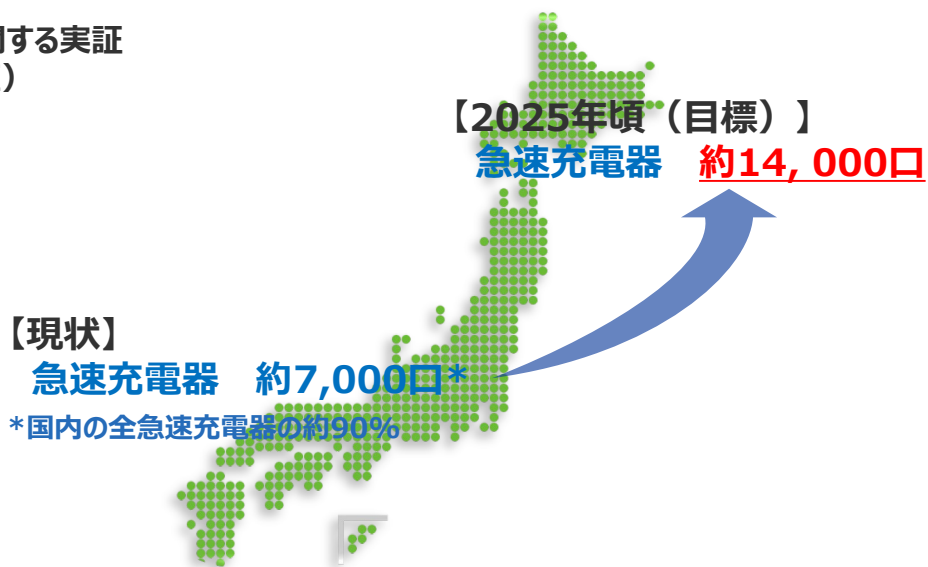 関する実証
)
【2025年頃（目標）】
急速充電器　約14, 000口
【現状】
急速充電器　約7,000口*
*国内の全急速充電器の約90%